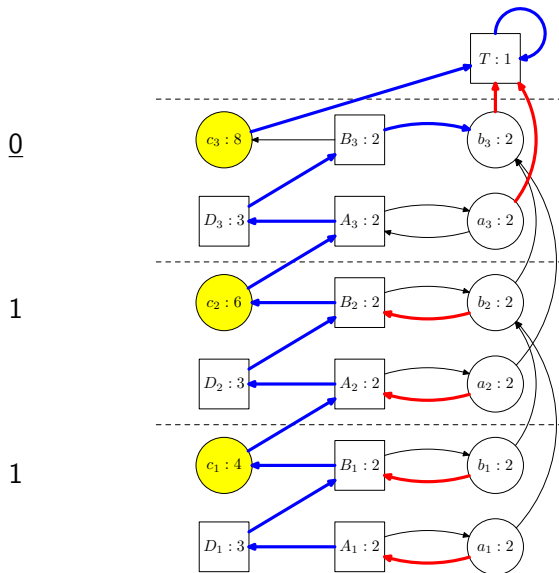 T : 1
0 c₃ : 8 B₃ : 2 b₃ : 2
D₃ : 3 A₃ : 2 a₃ : 2
1 c₂ : 6 B₂ : 2 b₂ : 2
D₂ : 3 A₂ : 2 a₂ : 2
1 c₁ : 4 B₁ : 2 b₁ : 2
D₁ : 3 A₁ : 2 a₁ : 2